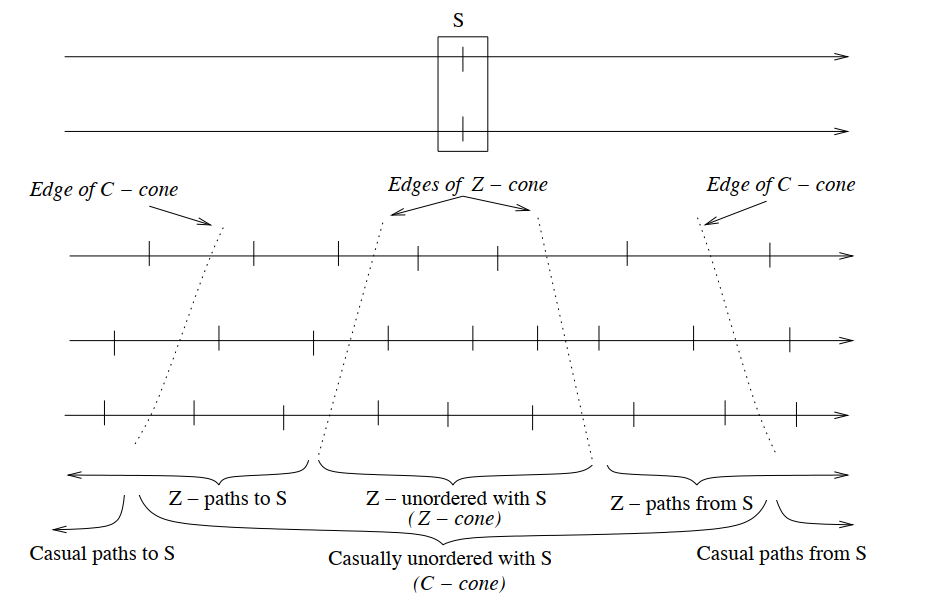 S
Edge of C – cone
Edges of Z – cone
Edge of C – cone
Z – paths to S
Z – unordered with S
(Z – cone)
Z – paths from S
Casual paths to S
Casually unordered with S
(C – cone)
Casual paths from S